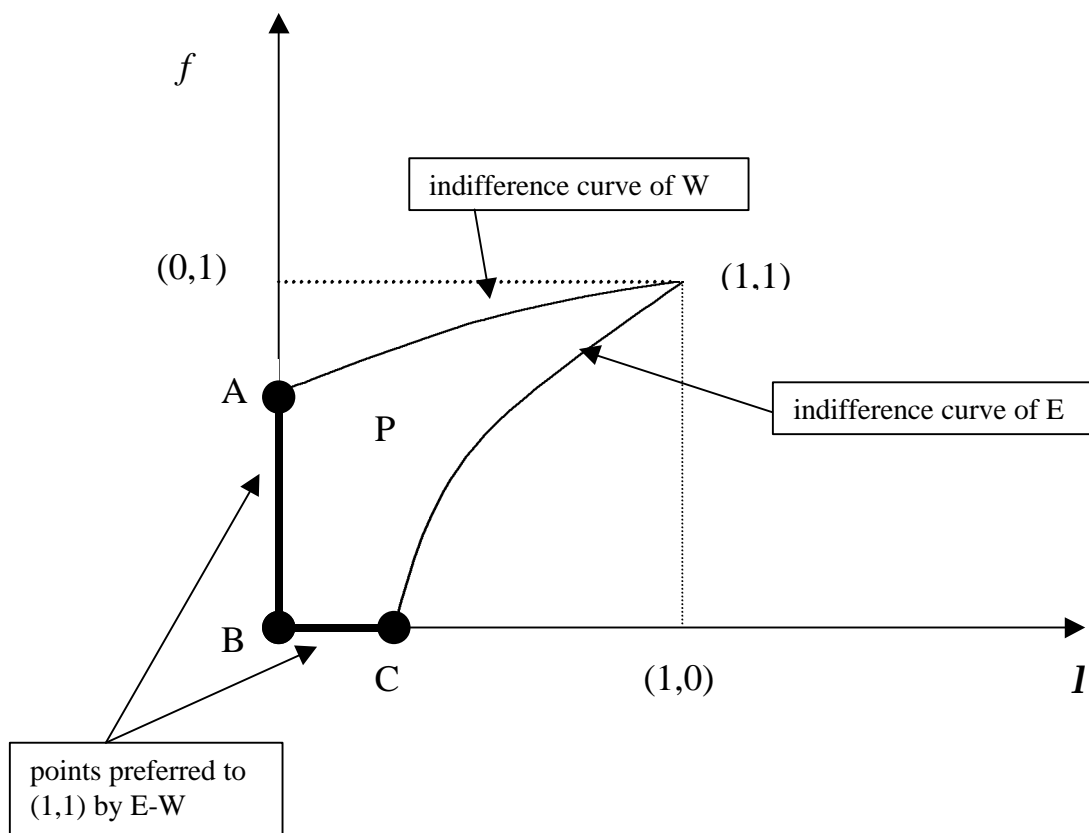 f
indifference curve of W
(0,1)
(1,1)
A
P
indifference curve of E
B
C
(1,0)
l
points preferred to
(1,1) by E-W